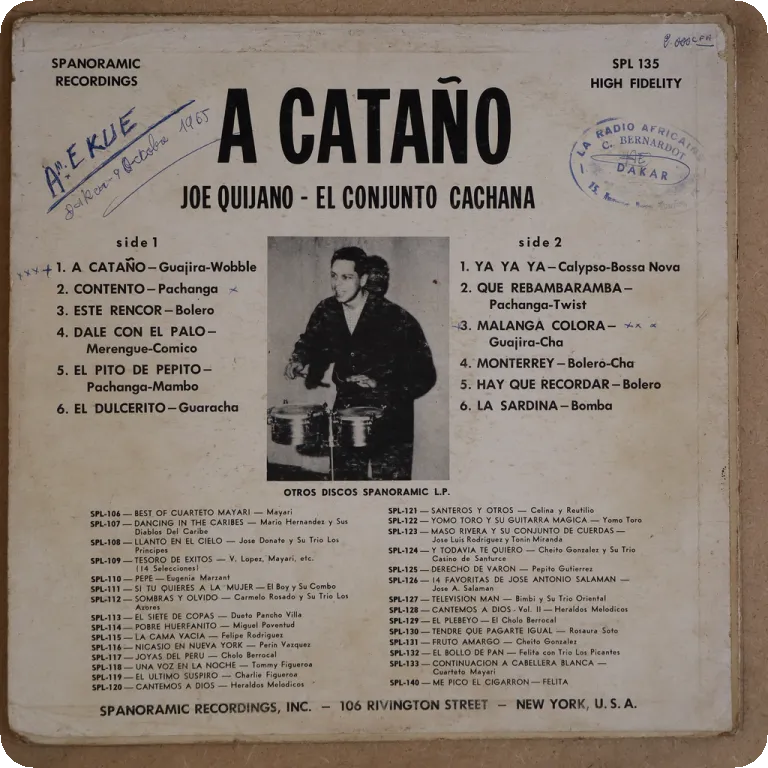 8.000 CFA
SPANORAMIC
RECORDINGS
SPL 135
HIGH FIDELITY
A CATAÑO
EKUE
Dakar 9 Octobre 1965
LA RADIO AFRICAINE
C. BERNARDOT
DAKAR
JOE QUIJANO - EL CONJUNTO CACHANA
side 1
xxx + 1. A CATAÑO — Guajira-Wobble
2. CONTENTO — Pachanga x
3. ESTE RENCOR — Bolero
4. DALE CON EL PALO —
Merengue-Comico
5. EL PITO DE PEPITO —
Pachanga-Mambo
6. EL DULCERITO — Guaracha
side 2
1. YA YA YA — Calypso-Bossa Nova
2. QUE REBAMBARAMBA —
Pachanga-Twist
3. MALANGA COLORA — xx x
Guajira-Cha
4. MONTERREY — Bolero-Cha
5. HAY QUE RECORDAR — Bolero
6. LA SARDINA — Bomba
OTROS DISCOS SPANORAMIC L.P.
SPL-106 — BEST OF CUARTETO MAYARI — Mayari
SPL-107 — DANCING IN THE CARIBES — Mario Hernandez y Sus
Diablos Del Caribe
SPL-108 — LLANTO EN EL CIELO — Jose Donate y Su Trio Los
Principes
SPL-109 — TESORO DE EXITOS — V. Lopez, Mayari, etc.
(14 Selecciones)
SPL-110 — PEPE — Eugenia Marzant
SPL-111 — SI TU QUIERES A LA MUJER — El Boy y Su Combo
SPL-112 — SOMBRAS Y OLVIDO — Carmelo Rosado y Su Trio Los
Azores
SPL-113 — EL SIETE DE COPAS — Dueto Pancho Villa
SPL-114 — POBRE HUERFANITO — Miguel Poventud
SPL-115 — LA CAMA VACIA — Felipe Rodriguez
SPL-116 — NICASIO EN NUEVA YORK — Perin Vazquez
SPL-117 — JOYAS DEL PERU — Cholo Berrocal
SPL-118 — UNA VOZ EN LA NOCHE — Tommy Figueroa
SPL-119 — EL ULTIMO SUSPIRO — Charlie Figueroa
SPL-120 — CANTEMOS A DIOS — Heraldos Melodicos
SPL-121 — SANTEROS Y OTROS — Celina y Reutilio
SPL-122 — YOMO TORO Y SU GUITARRA MAGICA — Yomo Toro
SPL-123 — MASO RIVERA Y SU CONJUNTO DE CUERDAS —
Jose Luis Rodriguez y Tonin Miranda
SPL-124 — Y TODAVIA TE QUIERO — Cheito Gonzalez y Su Trio
Casino de Santurce
SPL-125 — DERECHO DE VARON — Pepito Gutierrez
SPL-126 — 14 FAVORITAS DE JOSE ANTONIO SALAMAN —
Jose A. Salaman
SPL-127 — TELEVISION MAN — Bimbi y Su Trio Oriental
SPL-128 — CANTEMOS A DIOS - Vol. II — Heraldos Melodicos
SPL-129 — EL PLEBEYO — El Cholo Berrocal
SPL-130 — TENDRE QUE PAGARTE IGUAL — Rosaura Soto
SPL-131 — FRUTO AMARGO — Cheito Gonzalez
SPL-132 — EL BOLLO DE PAN — Felita con Trio Los Picantes
SPL-133 — CONTINUACION A CABELLERA BLANCA —
Cuarteto Mayari
SPL-140 — ME PICO EL CIGARRON — FELITA
SPANORAMIC RECORDINGS, INC. — 106 RIVINGTON STREET — NEW YORK, U. S. A.